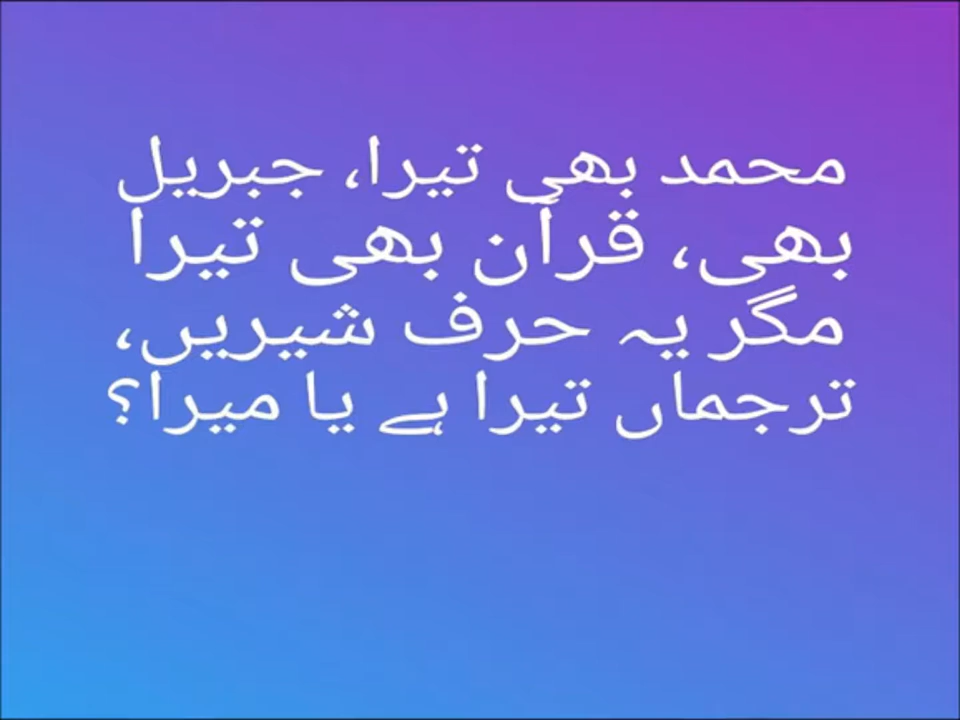 محمد بھی تیرا، جبریل
بھی، قرآن بھی تیرا
مگر یہ حرف شیریں،
ترجماں تیرا ہے یا میرا؟